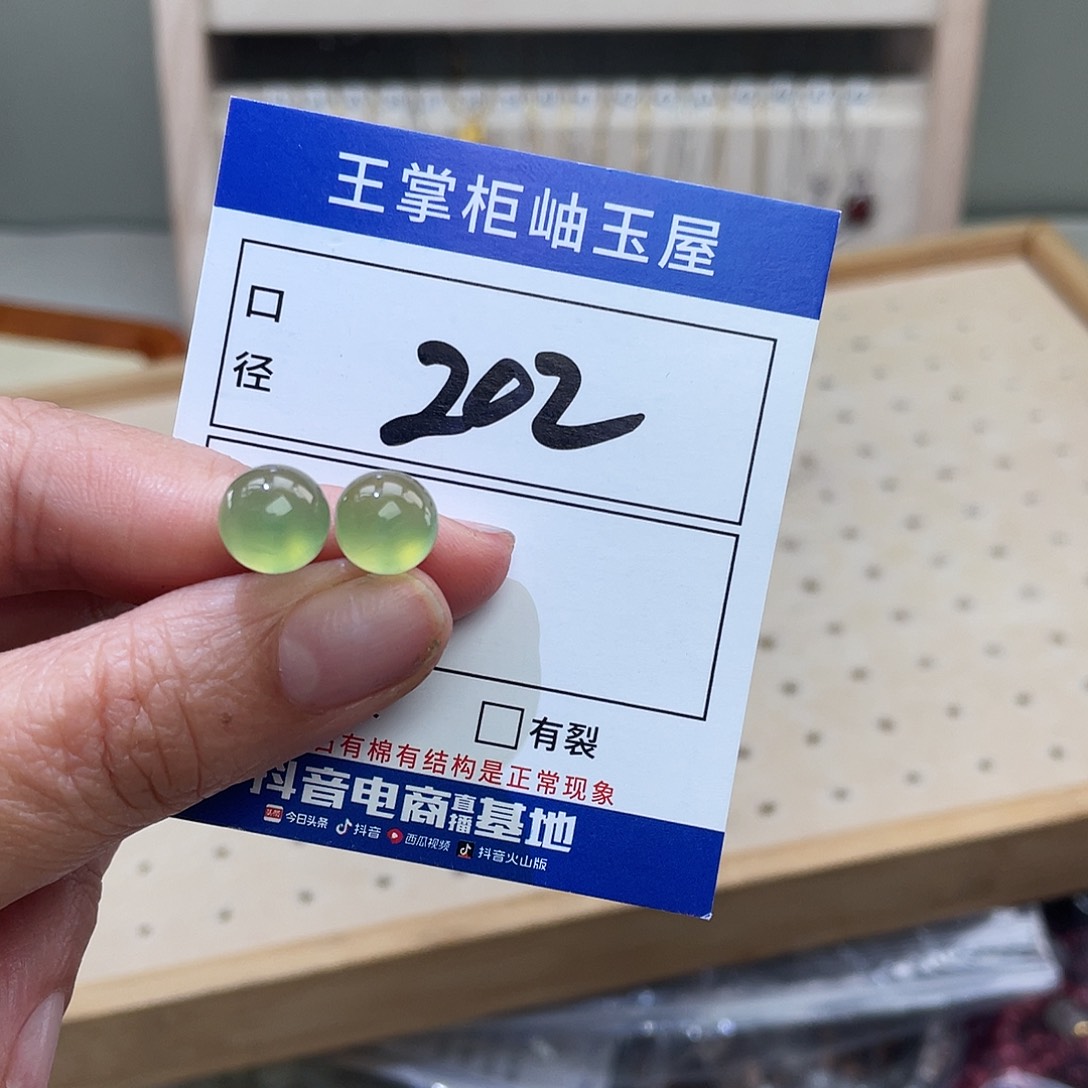 王掌柜岫玉屋
口径
202
有裂
有棉有结构是正常现象
抖音电商直播基地
今日头条 抖音 西瓜视频 抖音火山版